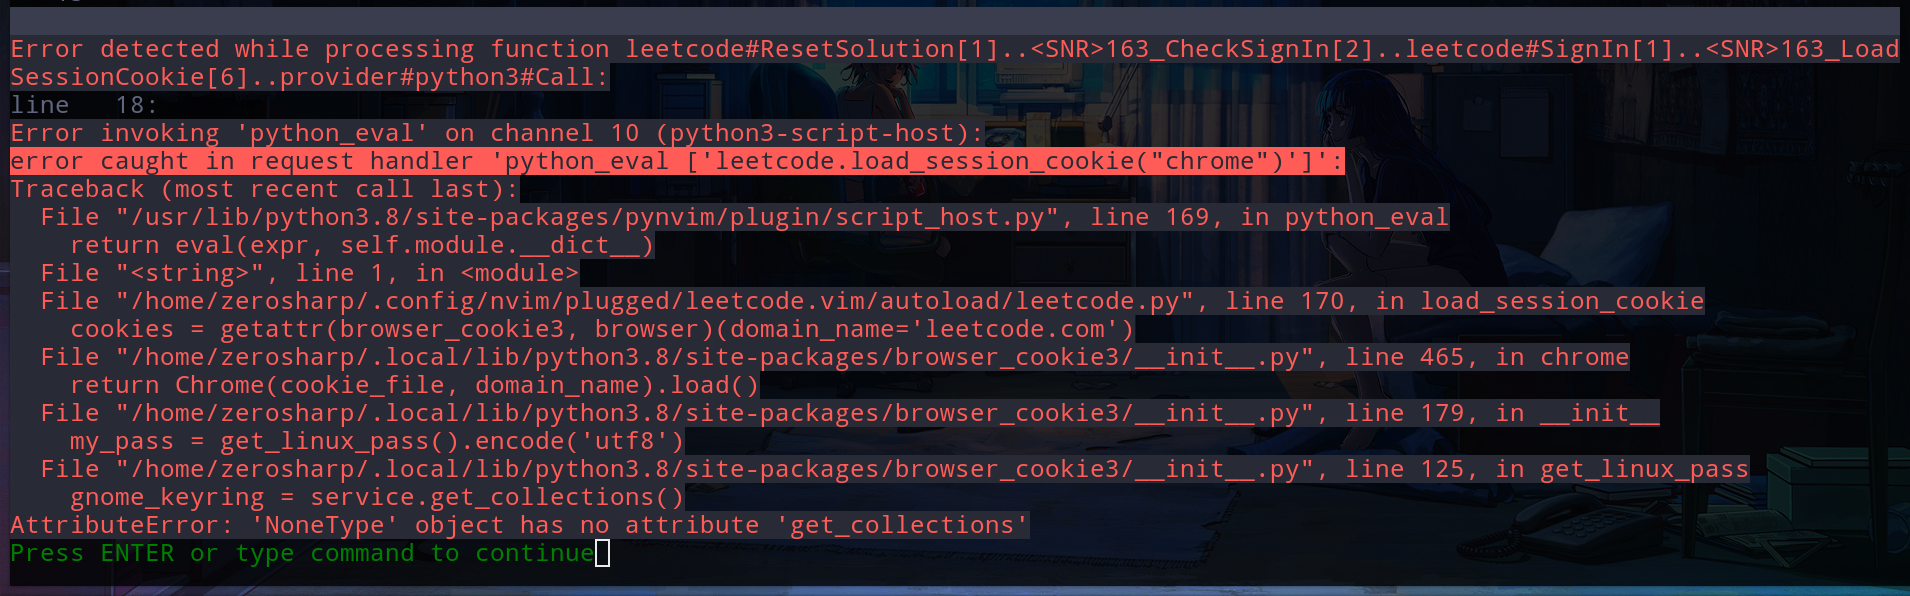 Error detected while processing function leetcode#ResetSolution[1]..<SNR>163_CheckSignIn[2]..leetcode#SignIn[1]..<SNR>163_Load
SessionCookie[6]..provider#python3#Call:
line   18:
Error invoking 'python_eval' on channel 10 (python3-script-host):
error caught in request handler 'python_eval ['leetcode.load_session_cookie("chrome")']':
Traceback (most recent call last):
  File "/usr/lib/python3.8/site-packages/pynvim/plugin/script_host.py", line 169, in python_eval
    return eval(expr, self.module.__dict__)
  File "<string>", line 1, in <module>
  File "/home/zerosharp/.config/nvim/plugged/leetcode.vim/autoload/leetcode.py", line 170, in load_session_cookie
    cookies = getattr(browser_cookie3, browser)(domain_name='leetcode.com')
  File "/home/zerosharp/.local/lib/python3.8/site-packages/browser_cookie3/__init__.py", line 465, in chrome
    return Chrome(cookie_file, domain_name).load()
  File "/home/zerosharp/.local/lib/python3.8/site-packages/browser_cookie3/__init__.py", line 179, in __init__
    my_pass = get_linux_pass().encode('utf8')
  File "/home/zerosharp/.local/lib/python3.8/site-packages/browser_cookie3/__init__.py", line 125, in get_linux_pass
    gnome_keyring = service.get_collections()
AttributeError: 'NoneType' object has no attribute 'get_collections'
Press ENTER or type command to continue